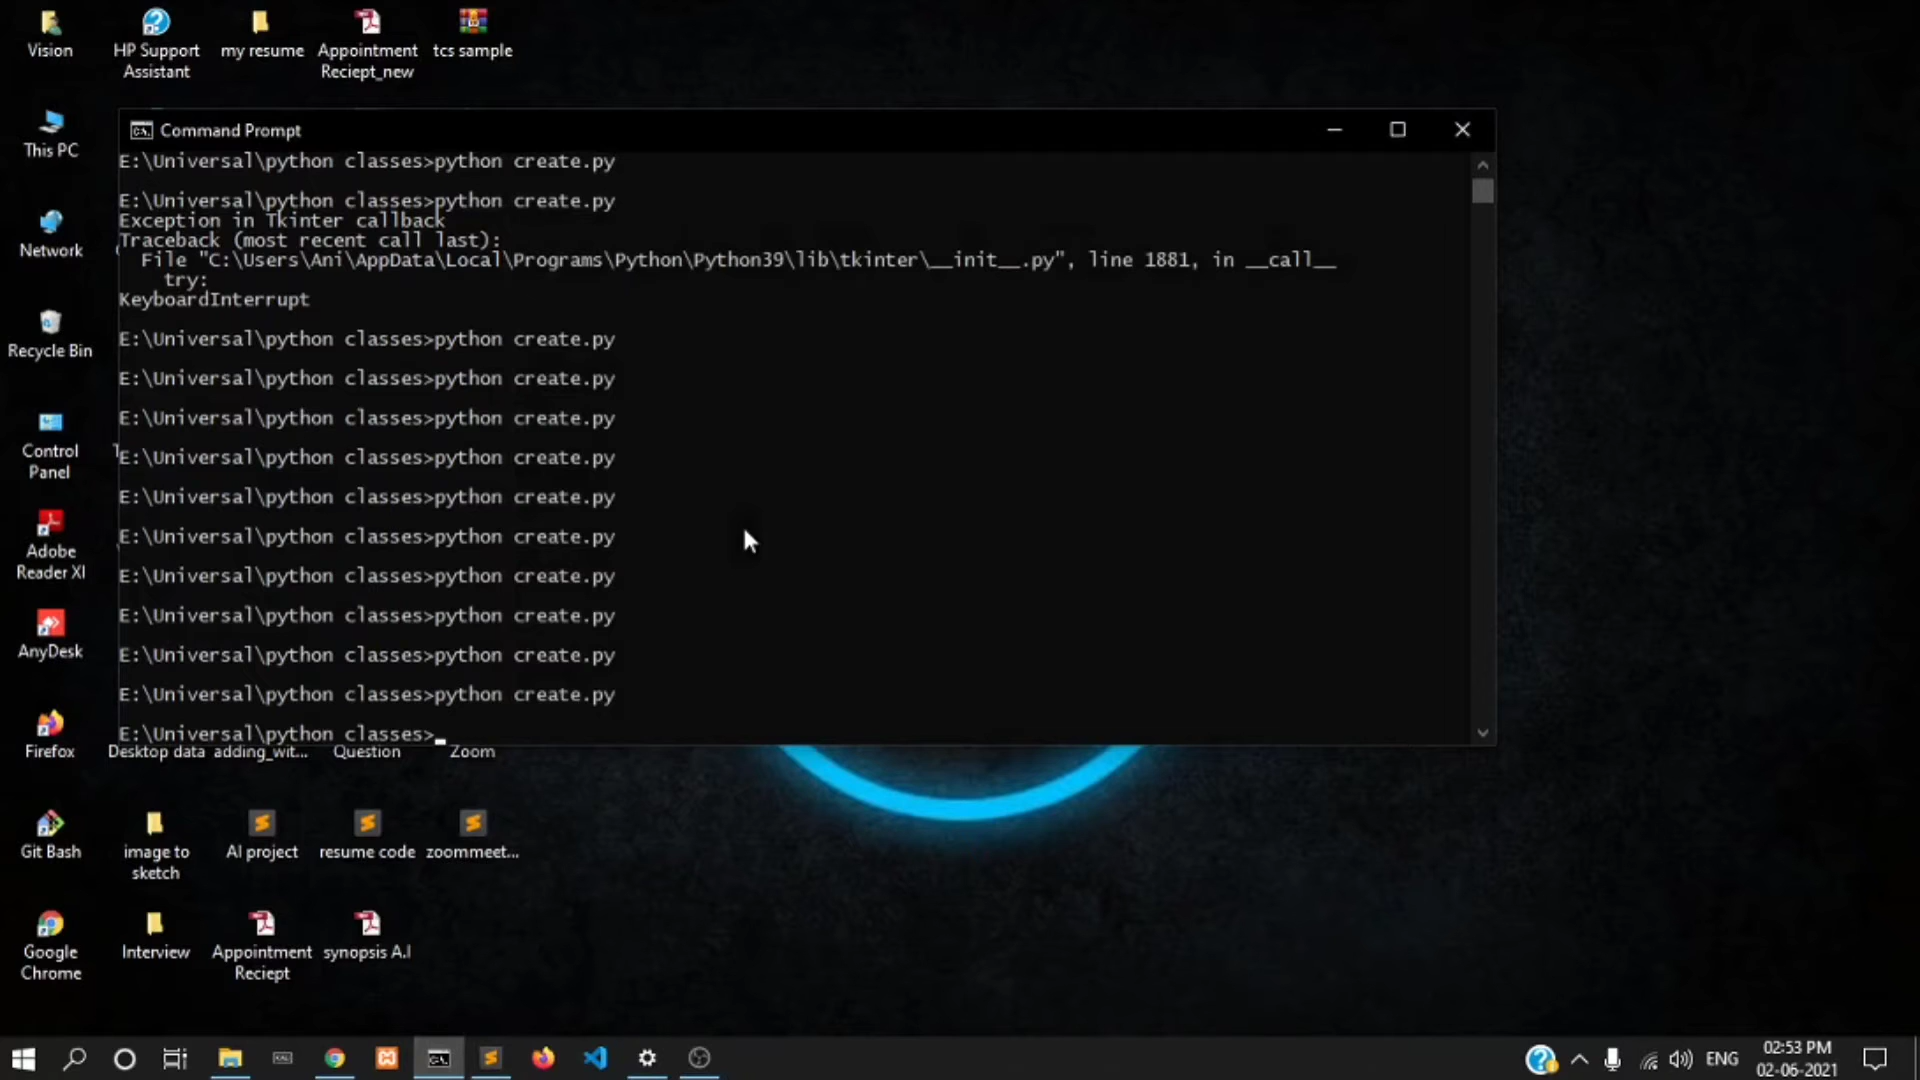 Vision
HP Support
Assistant
my resume
Appointment
Reciept_new
tcs sample
This PC
Network
Recycle Bin
Control
Panel
Adobe
Reader XI
AnyDesk
Firefox
Command Prompt
E:\Universal\python classes>python create.py
E:\Universal\python classes>python create.py
Exception in Tkinter callback
Traceback (most recent call last):
File "C:\Users\Ani\AppData\Local\Programs\Python\Python39\lib\tkinter\__init__.py", line 1881, in __call__
try:
KeyboardInterrupt
E:\Universal\python classes>python create.py
E:\Universal\python classes>python create.py
E:\Universal\python classes>python create.py
E:\Universal\python classes>python create.py
E:\Universal\python classes>python create.py
E:\Universal\python classes>python create.py
E:\Universal\python classes>python create.py
E:\Universal\python classes>python create.py
E:\Universal\python classes>python create.py
E:\Universal\python classes>python create.py
E:\Universal\python classes>
Desktop data
adding_wit...
Question
Zoom
Git Bash
image to
sketch
AI project
resume code
zoommeet...
Google
Chrome
Interview
Appointment
Reciept
synopsis A.I
ENG
02:53 PM
02-06-2021